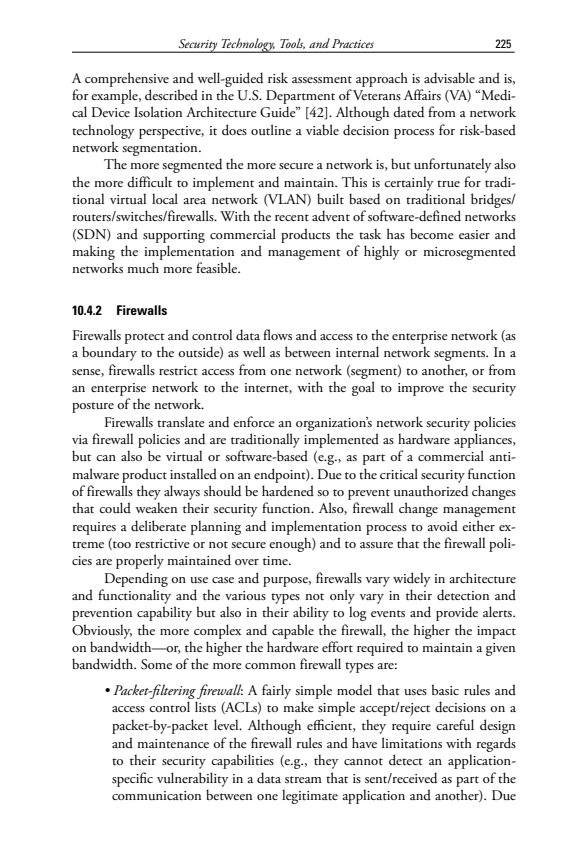 Security Technology, Tools, and Practices 225
A comprehensive and well-guided risk assessment approach is advisable and is,
for example, described in the U.S. Department of Veterans Affairs (VA) “Medi-
cal Device Isolation Architecture Guide” [42]. Although dated from a network
technology perspective, it does outline a viable decision process for risk-based
network segmentation.
The more segmented the more secure a network is, but unfortunately also
the more difficult to implement and maintain. This is certainly true for tradi-
tional virtual local area network (VLAN) built based on traditional bridges/
routers/switches/firewalls. With the recent advent of software-defined networks
(SDN) and supporting commercial products the task has become easier and
making the implementation and management of highly or microsegmented
networks much more feasible.
10.4.2 Firewalls
Firewalls protect and control data flows and access to the enterprise network (as
a boundary to the outside) as well as between internal network segments. In a
sense, firewalls restrict access from one network (segment) to another, or from
an enterprise network to the internet, with the goal to improve the security
posture of the network.
Firewalls translate and enforce an organization’s network security policies
via firewall policies and are traditionally implemented as hardware appliances,
but can also be virtual or software-based (e.g., as part of a commercial anti-
malware product installed on an endpoint). Due to the critical security function
of firewalls they always should be hardened so to prevent unauthorized changes
that could weaken their security function. Also, firewall change management
requires a deliberate planning and implementation process to avoid either ex-
treme (too restrictive or not secure enough) and to assure that the firewall poli-
cies are properly maintained over time.
Depending on use case and purpose, firewalls vary widely in architecture
and functionality and the various types not only vary in their detection and
prevention capability but also in their ability to log events and provide alerts.
Obviously, the more complex and capable the firewall, the higher the impact
on bandwidth—or, the higher the hardware effort required to maintain a given
bandwidth. Some of the more common firewall types are:
• Packet-filtering firewall: A fairly simple model that uses basic rules and
access control lists (ACLs) to make simple accept/reject decisions on a
packet-by-packet level. Although efficient, they require careful design
and maintenance of the firewall rules and have limitations with regards
to their security capabilities (e.g., they cannot detect an application-
specific vulnerability in a data stream that is sent/received as part of the
communication between one legitimate application and another). Due